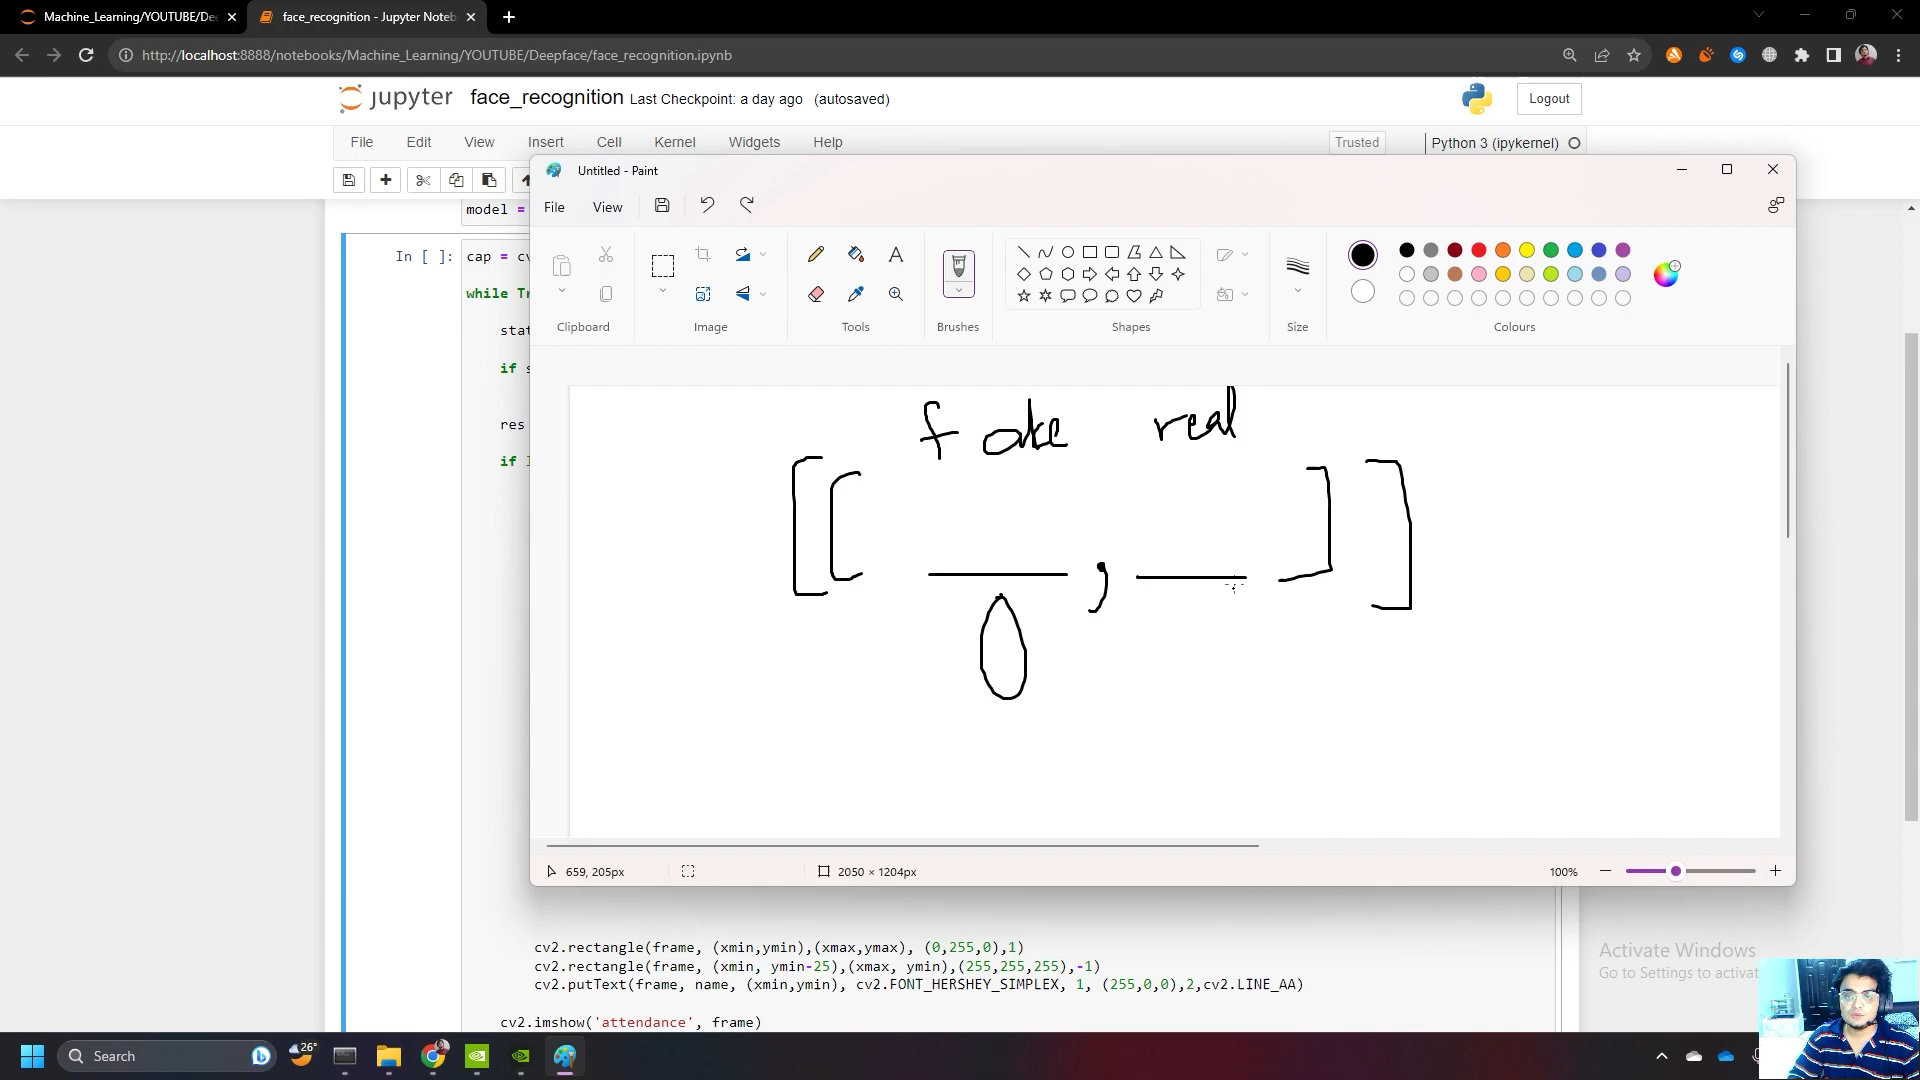 Machine_Learning/YOUTUBE/De
face_recognition - Jupyter Noteb
http://localhost:8888/notebooks/Machine_Learning/YOUTUBE/Deepface/face_recognition.ipynb
jupyter face_recognition Last Checkpoint: a day ago (autosaved)
Logout
File Edit View Insert Cell Kernel Widgets Help
Trusted
Python 3 (ipykernel)
Untitled - Paint
File View
Clipboard Image Tools Brushes Shapes Size Colours
model =
In [ ]: cap = cv
while Tr
stat
if s
res
if l
fake real
[[ , ]]
0
659, 205px
2050 × 1204px
100%
cv2.rectangle(frame, (xmin,ymin),(xmax,ymax), (0,255,0),1)
cv2.rectangle(frame, (xmin, ymin-25),(xmax, ymin),(255,255,255),-1)
cv2.putText(frame, name, (xmin,ymin), cv2.FONT_HERSHEY_SIMPLEX, 1, (255,0,0),2,cv2.LINE_AA)
cv2.imshow('attendance', frame)
Activate Windows
Go to Settings to activat
Search
26°